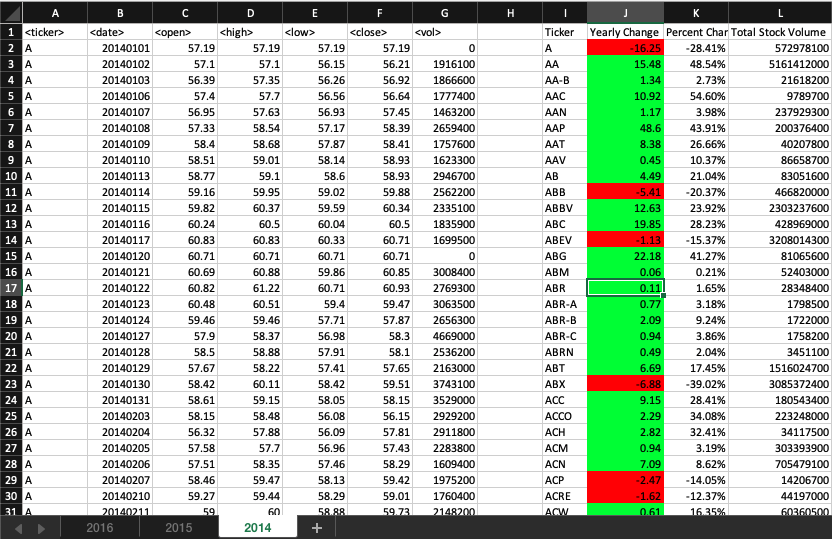 A B C D E F G H I J K L
1 <ticker> <date> <open> <high> <low> <close> <vol> Ticker Yearly Change Percent Char Total Stock Volume
2 A 20140101 57.19 57.19 57.19 57.19 0 A -16.25 -28.41% 572978100
3 A 20140102 57.1 57.1 56.15 56.21 1916100 AA 15.48 48.54% 5161412000
4 A 20140103 56.39 57.35 56.26 56.92 1866600 AA-B 1.34 2.73% 21618200
5 A 20140106 57.4 57.7 56.56 56.64 1777400 AAC 10.92 54.60% 9789700
6 A 20140107 56.95 57.63 56.93 57.45 1463200 AAN 1.17 3.98% 237929300
7 A 20140108 57.33 58.54 57.17 58.39 2659400 AAP 48.6 43.91% 200376400
8 A 20140109 58.4 58.68 57.87 58.41 1757600 AAT 8.38 26.66% 40207800
9 A 20140110 58.51 59.01 58.14 58.93 1623300 AAV 0.45 10.37% 86658700
10 A 20140113 58.77 59.1 58.6 58.93 2946700 AB 4.49 21.04% 83051600
11 A 20140114 59.16 59.95 59.02 59.88 2562200 ABB -5.41 -20.37% 466820000
12 A 20140115 59.82 60.37 59.59 60.34 2335100 ABBV 12.63 23.92% 2303237600
13 A 20140116 60.24 60.5 60.04 60.5 1835900 ABC 19.85 28.23% 428969000
14 A 20140117 60.83 60.83 60.33 60.71 1699500 ABEV -1.13 -15.37% 3208014300
15 A 20140120 60.71 60.71 60.71 60.71 0 ABG 22.18 41.27% 81065600
16 A 20140121 60.69 60.88 59.86 60.85 3008400 ABM 0.06 0.21% 52403000
17 A 20140122 60.82 61.22 60.71 60.93 2769300 ABR 0.11 1.65% 28348400
18 A 20140123 60.48 60.51 59.4 59.47 3063500 ABR-A 0.77 3.18% 1798500
19 A 20140124 59.46 59.46 57.71 57.87 2656300 ABR-B 2.09 9.24% 1722000
20 A 20140127 57.9 58.37 56.98 58.3 4669000 ABR-C 0.94 3.86% 1758200
21 A 20140128 58.5 58.88 57.91 58.1 2536200 ABRN 0.49 2.04% 3451100
22 A 20140129 57.67 58.22 57.41 57.65 2163000 ABT 6.69 17.45% 1516024700
23 A 20140130 58.42 60.11 58.42 59.51 3743100 ABX -6.88 -39.02% 3085372400
24 A 20140131 58.61 59.15 58.05 58.15 3529000 ACC 9.15 28.41% 180543400
25 A 20140203 58.15 58.48 56.08 56.15 2929200 ACCO 2.29 34.08% 223248000
26 A 20140204 56.32 57.88 56.09 57.81 2911800 ACH 2.82 32.41% 34117500
27 A 20140205 57.58 57.7 56.96 57.43 2283800 ACM 0.94 3.19% 303393900
28 A 20140206 57.51 58.35 57.46 58.29 1609400 ACN 7.09 8.62% 705479100
29 A 20140207 58.46 59.47 58.13 59.42 1975200 ACP -2.47 -14.05% 14206700
30 A 20140210 59.27 59.44 58.29 59.01 1760400 ACRE -1.62 -12.37% 44197000
31 A 20140211 59 60 58.88 59.73 2148200 ACW 0.61 16.35% 60360500
2016 2015 2014 +